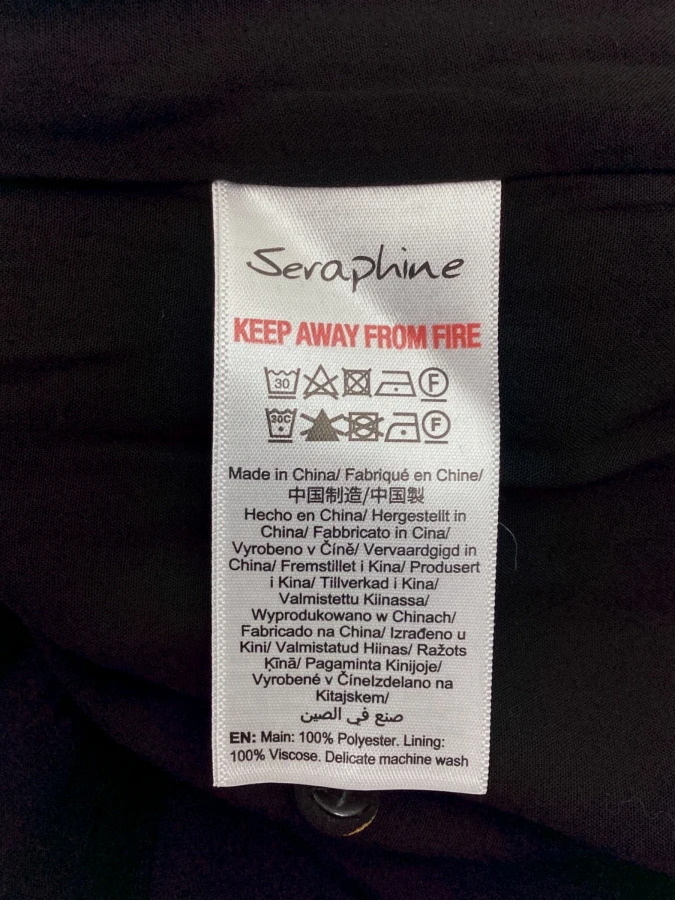 Seraphine
KEEP AWAY FROM FIRE
30 F
30C F
Made in China/ Fabriqué en Chine/
中国制造/中国製
Hecho en China/ Hergestellt in
China/ Fabbricato in Cina/
Vyrobeno v Číně/ Vervaardgigd in
China/ Fremstillet i Kina/ Produsert
i Kina/ Tillverkad i Kina/
Valmistettu Kiinassa/
Wyprodukowano w Chinach/
Fabricado na China/ Izrađeno u
Kini/ Valmistatud Hiinas/ Ražots
Ķīnā/ Pagaminta Kinijoje/
Vyrobené v ČíneIzdelano na
Kitajskem/
صنع في الصين
EN: Main: 100% Polyester. Lining:
100% Viscose. Delicate machine wash